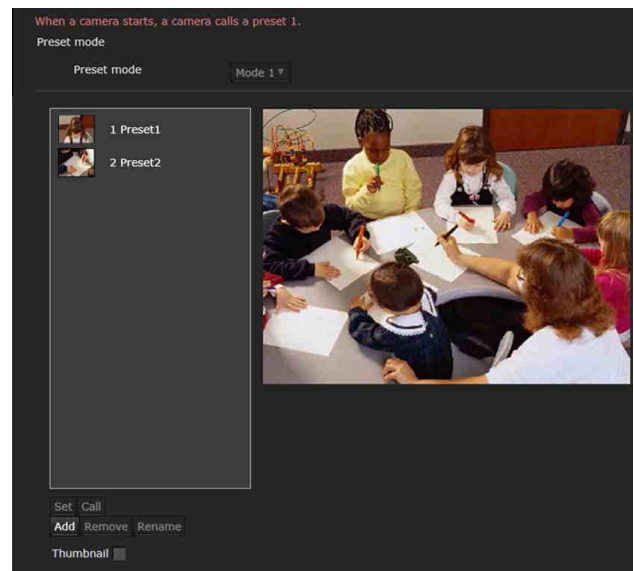 When a camera starts, a camera calls a preset 1.
Preset mode
Preset mode Mode 1
1 Preset1
2 Preset2
Set Call
Add Remove Rename
Thumbnail